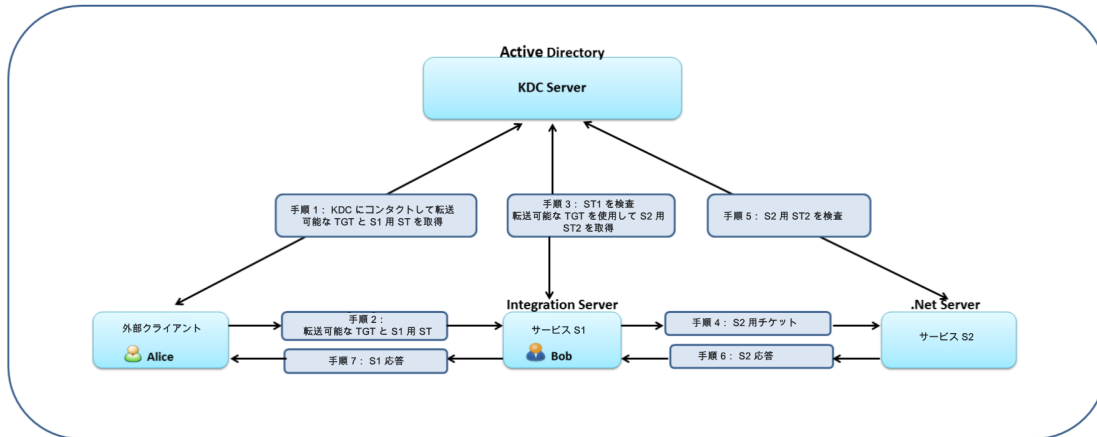 Active Directory
KDC Server
手順 1： KDC にコンタクトして転送
可能な TGT と S1 用 ST を取得
手順 3： ST1 を検査
転送可能な TGT を使用して S2 用
ST2 を取得
手順 5： S2 用 ST2 を検査
Integration Server
.Net Server
外部クライアント
Alice
手順 2：
転送可能な TGT と S1 用 ST
サービス S1
Bob
手順 4： S2 用チケット
サービス S2
手順 7： S1 応答
手順 6： S2 応答